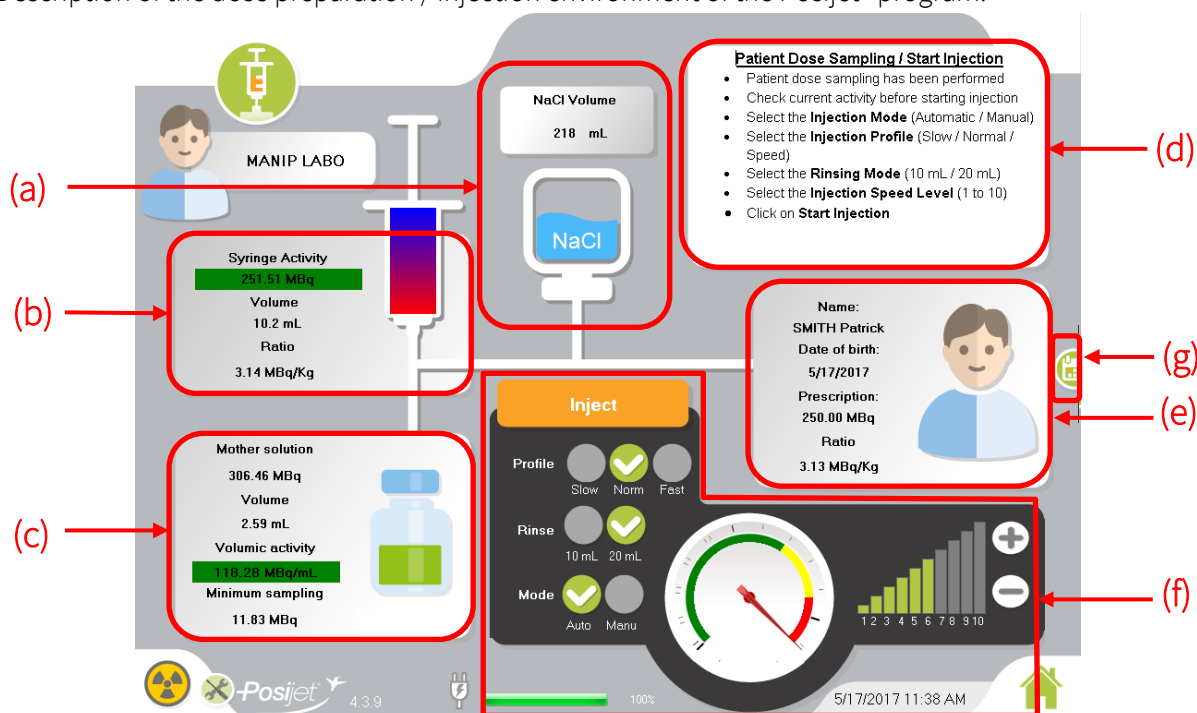 Description of the dose preparation / injection environment of the Posijet® program:
MANIP LABO
NaCl Volume
218 mL
NaCl
Patient Dose Sampling / Start Injection
• Patient dose sampling has been performed
• Check current activity before starting injection
• Select the Injection Mode (Automatic / Manual)
• Select the Injection Profile (Slow / Normal /
Speed)
• Select the Rinsing Mode (10 mL / 20 mL)
• Select the Injection Speed Level (1 to 10)
• Click on Start Injection
(a)
(b)
(c)
(d)
(g)
(e)
(f)
Syringe Activity
251.51 MBq
Volume
10.2 mL
Ratio
3.14 MBq/Kg
Name:
SMITH Patrick
Date of birth:
5/17/2017
Prescription:
250.00 MBq
Ratio
3.13 MBq/Kg
Mother solution
306.46 MBq
Volume
2.59 mL
Volumic activity
118.28 MBq/mL
Minimum sampling
11.83 MBq
Inject
Profile
Slow Norm Fast
Rinse
10 mL 20 mL
Mode
Auto Manu
1 2 3 4 5 6 7 8 9 10
Posijet® 4.3.9
100%
5/17/2017 11:38 AM